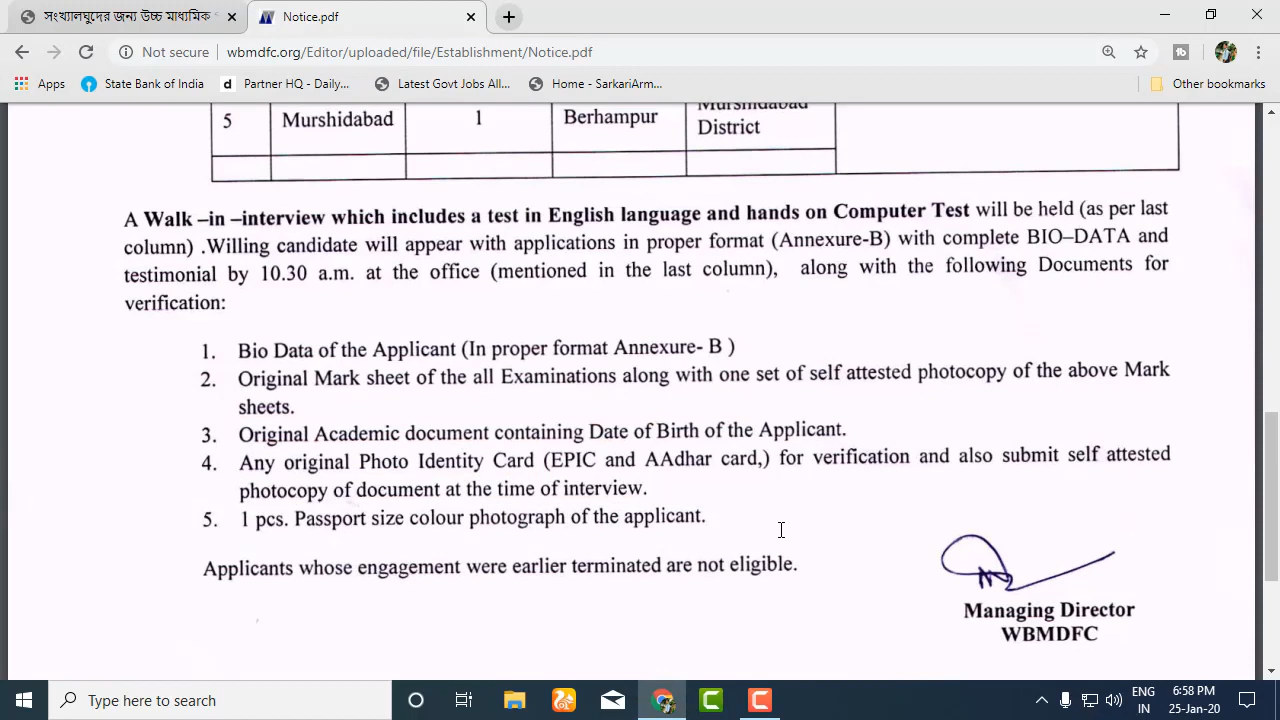 সংখ্যালঘুদের জন্য উচ্চ মাধ্যমিক
Notice.pdf
Not secure
wbmdfc.org/Editor/uploaded/file/Establishment/Notice.pdf
Apps
State Bank of India
Partner HQ - Daily...
Latest Govt Jobs All...
Home - SarkariArm...
Other bookmarks
5 Murshidabad 1 Berhampur Murshidabad
District
A Walk –in –interview which includes a test in English language and hands on Computer Test will be held (as per last
column) .Willing candidate will appear with applications in proper format (Annexure-B) with complete BIO–DATA and
testimonial by 10.30 a.m. at the office (mentioned in the last column), along with the following Documents for
verification:
1. Bio Data of the Applicant (In proper format Annexure- B )
2. Original Mark sheet of the all Examinations along with one set of self attested photocopy of the above Mark
sheets.
3. Original Academic document containing Date of Birth of the Applicant.
4. Any original Photo Identity Card (EPIC and AAdhar card,) for verification and also submit self attested
photocopy of document at the time of interview.
5. 1 pcs. Passport size colour photograph of the applicant.
Applicants whose engagement were earlier terminated are not eligible.
Managing Director
WBMDFC
Type here to search
ENG
IN
6:58 PM
25-Jan-20